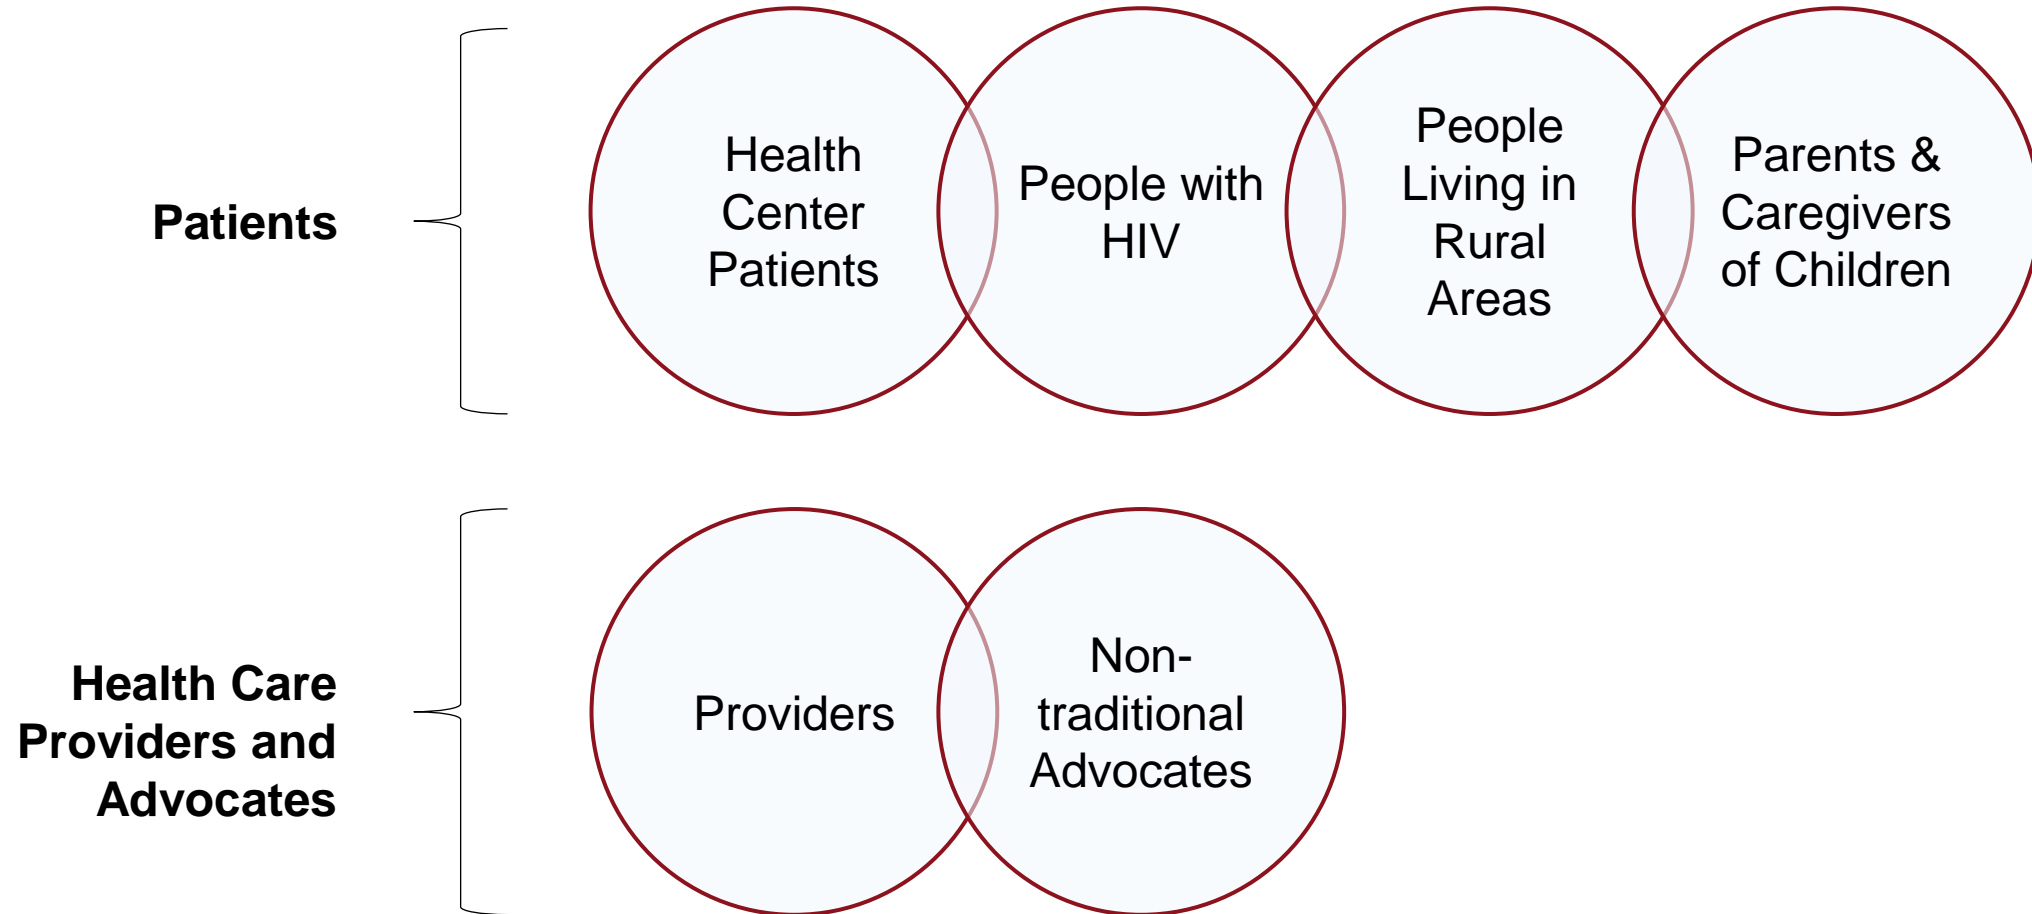 Patients
Health
Center
Patients
People with
HIV
People
Living in
Rural
Areas
Parents &
Caregivers
of Children
Health Care
Providers and
Advocates
Providers
Non-
traditional
Advocates